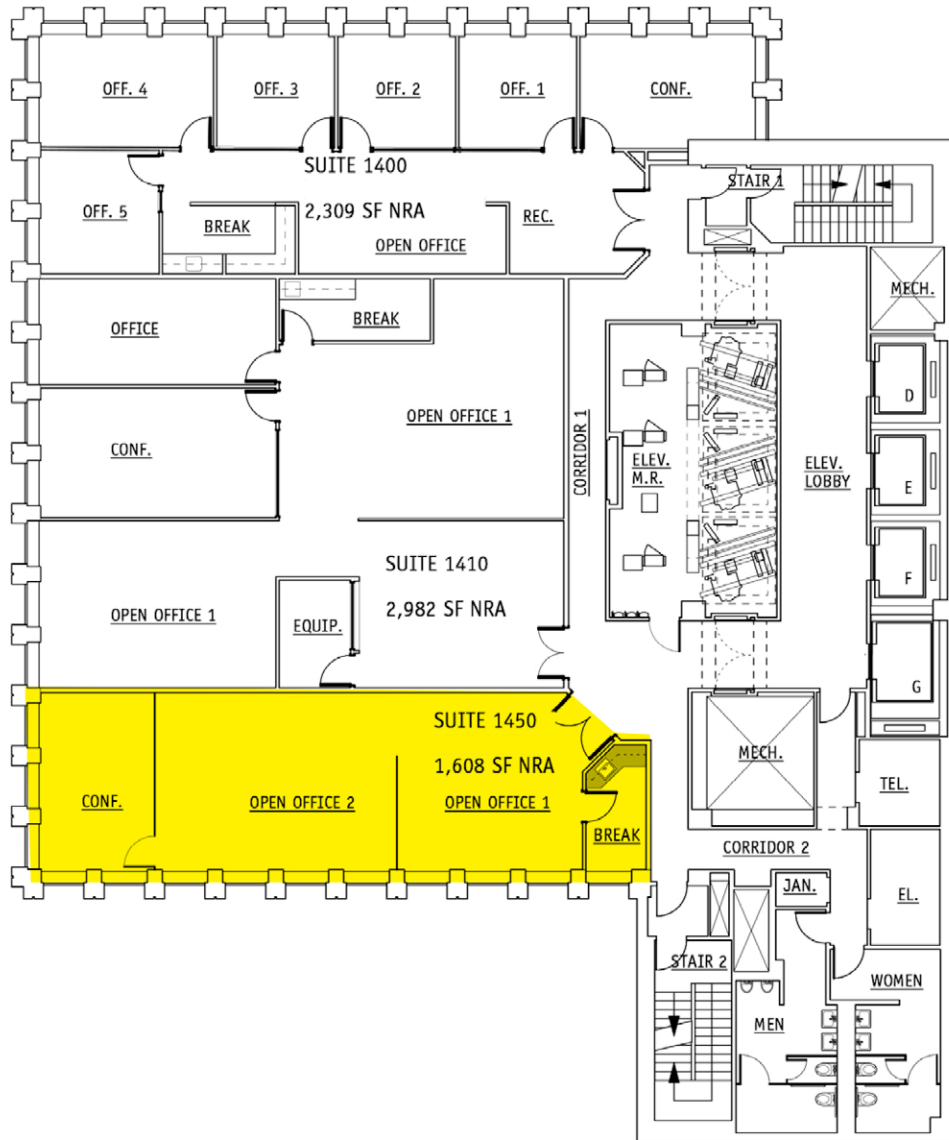 OFF. 4
OFF. 3
OFF. 2
OFF. 1
CONF.
SUITE 1400
2,309 SF NRA
STAIR 1
OFF. 5
BREAK
REC.
OPEN OFFICE
MECH.
OFFICE
BREAK
D
OPEN OFFICE 1
CORRIDOR 1
CONF.
ELEV.
M.R.
ELEV.
LOBBY
E
F
SUITE 1410
2,982 SF NRA
OPEN OFFICE 1
EQUIP.
G
SUITE 1450
1,608 SF NRA
MECH.
TEL.
CONF.
OPEN OFFICE 2
OPEN OFFICE 1
BREAK
CORRIDOR 2
JAN.
EL.
STAIR 2
WOMEN
MEN